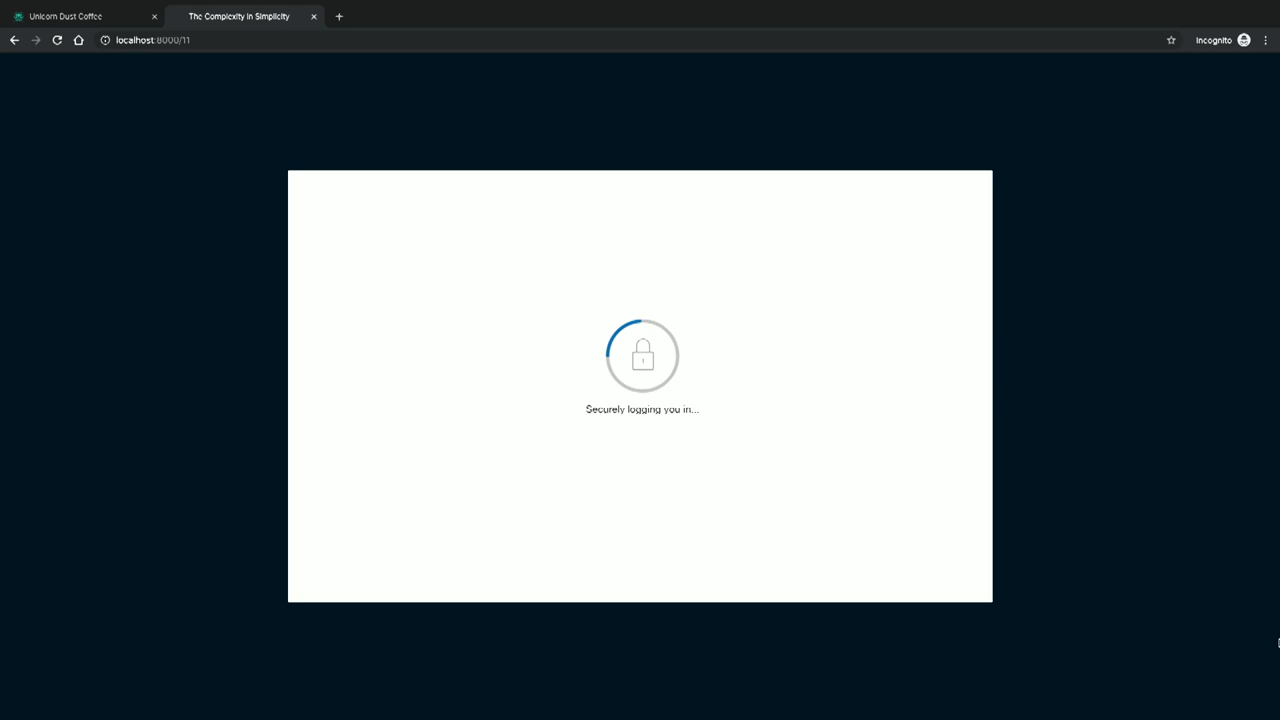 Unicorn Dust Coffee
The Complexity in Simplicity
localhost:8000/11
Incognito
Securely logging you in...